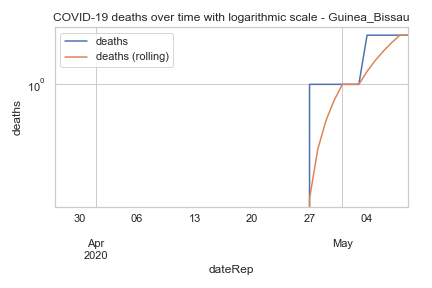 COVID-19 deaths over time with logarithmic scale - Guinea_Bissau
deaths
deaths (rolling)
10⁰
deaths
30 06 13 20 27 04
Apr May
2020
dateRep